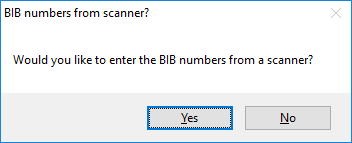 BIB numbers from scanner?
Would you like to enter the BIB numbers from a scanner?
Yes
No